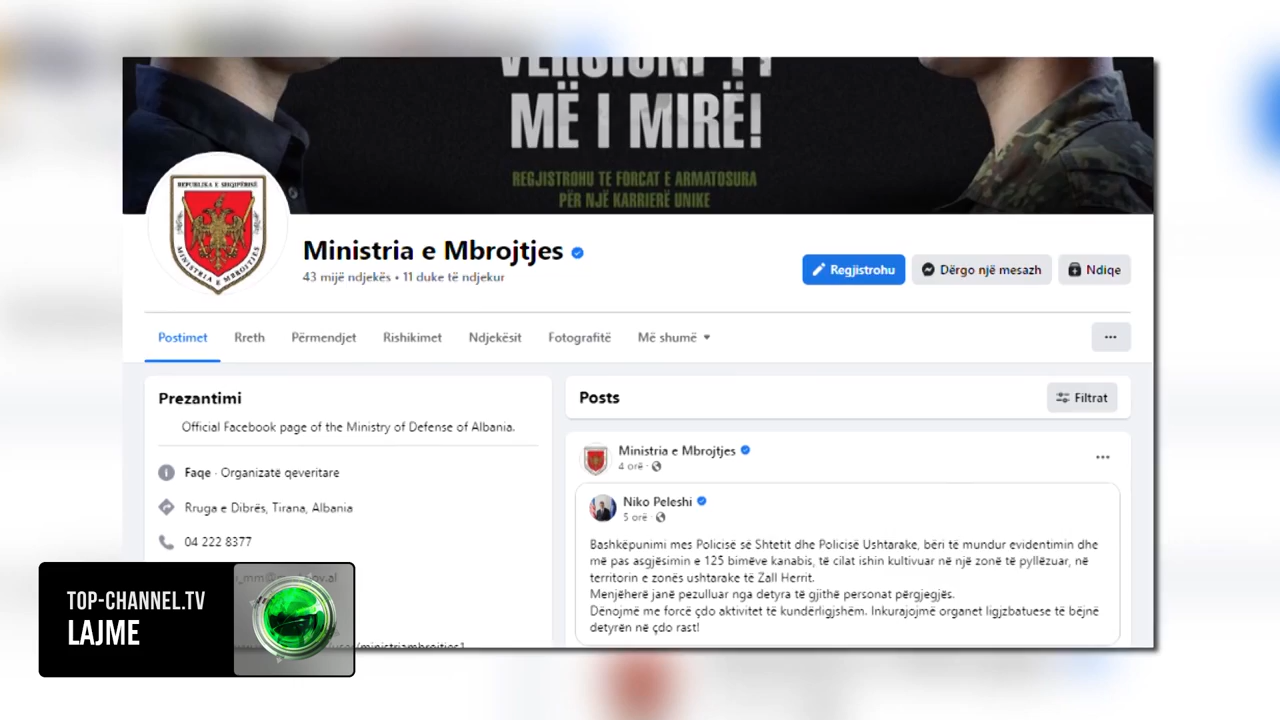 VERSIONI YT
MË I MIRË!
REGJISTROHU TE FORCAT E ARMATOSURA
PËR NJË KARRIERË UNIKE
REPUBLIKA E SHQIPËRISË
MINISTRIA E MBROJTJES
Ministria e Mbrojtjes
43 mijë ndjekës • 11 duke të ndjekur
Regjistrohu
Dërgo një mesazh
Ndiqe
Postimet
Rreth
Përmendjet
Rishikimet
Ndjekësit
Fotografitë
Më shumë
Prezantimi
Official Facebook page of the Ministry of Defense of Albania.
Faqe · Organizatë qeveritare
Rruga e Dibrës, Tirana, Albania
04 222 8377
Posts
Filtrat
Ministria e Mbrojtjes
4 orë
Niko Peleshi
5 orë
Bashkëpunimi mes Policisë së Shtetit dhe Policisë Ushtarake, bëri të mundur evidentimin dhe
më pas asgjësimin e 125 bimëve kanabis, të cilat ishin kultivuar në një zonë të pyllëzuar, në
territorin e zonës ushtarake të Zall Herrit.
Menjëherë janë pezulluar nga detyra të gjithë personat përgjegjës.
Dënojmë me forcë çdo aktivitet të kundërligjshëm. Inkurajojmë organet ligjzbatuese të bëjnë
detyrën në çdo rast!
TOP-CHANNEL.TV
LAJME